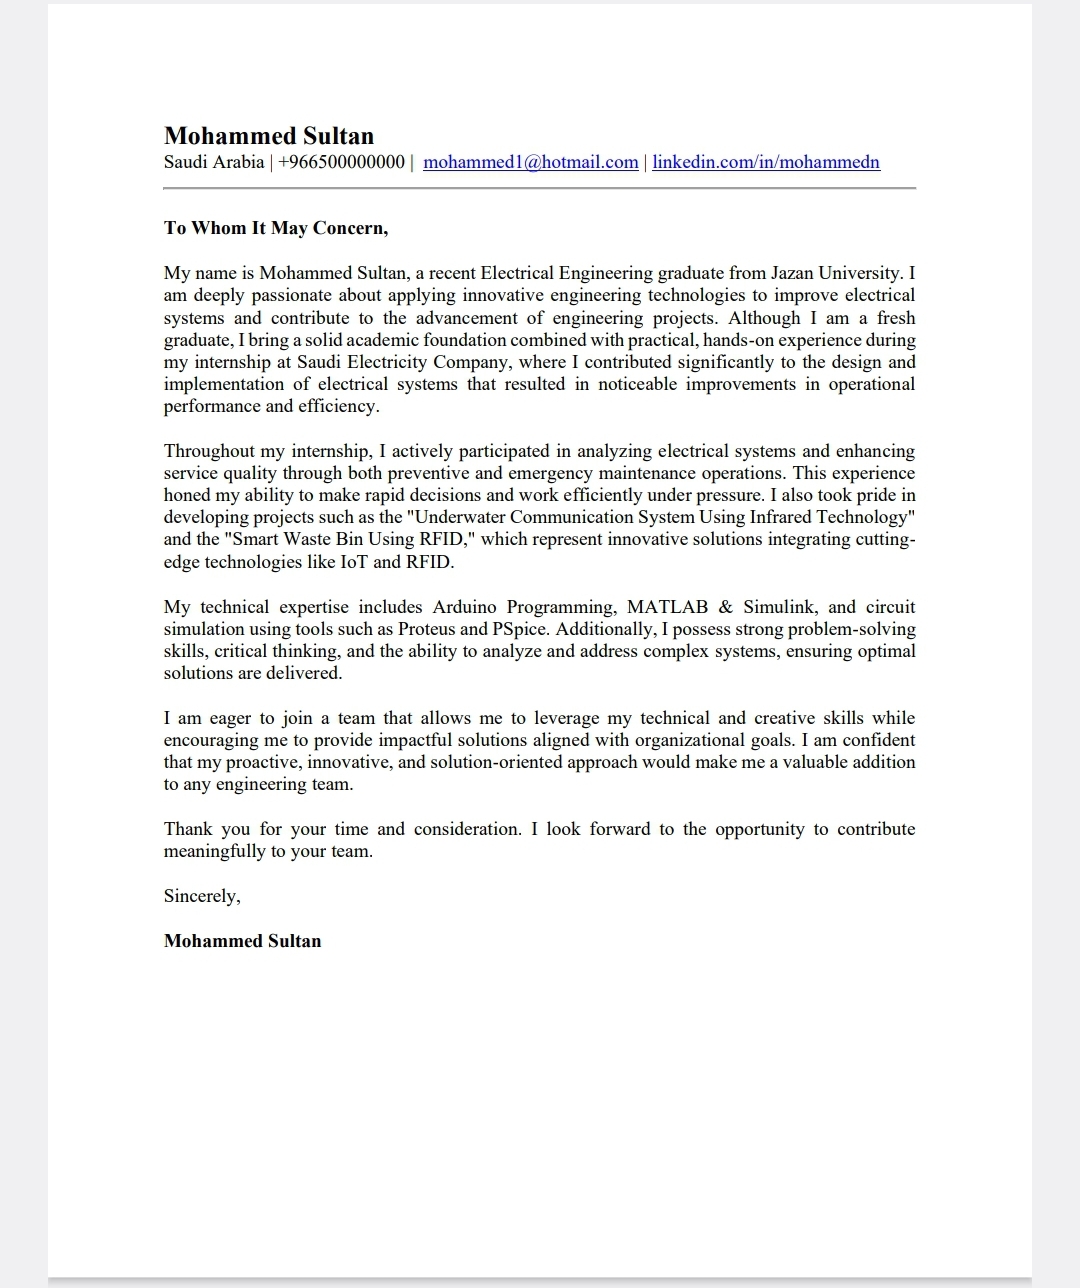 Mohammed Sultan
Saudi Arabia | +966500000000 | mohammed1@hotmail.com | linkedin.com/in/mohammedn
To Whom It May Concern,
My name is Mohammed Sultan, a recent Electrical Engineering graduate from Jazan University. I
am deeply passionate about applying innovative engineering technologies to improve electrical
systems and contribute to the advancement of engineering projects. Although I am a fresh
graduate, I bring a solid academic foundation combined with practical, hands-on experience during
my internship at Saudi Electricity Company, where I contributed significantly to the design and
implementation of electrical systems that resulted in noticeable improvements in operational
performance and efficiency.
Throughout my internship, I actively participated in analyzing electrical systems and enhancing
service quality through both preventive and emergency maintenance operations. This experience
honed my ability to make rapid decisions and work efficiently under pressure. I also took pride in
developing projects such as the "Underwater Communication System Using Infrared Technology"
and the "Smart Waste Bin Using RFID," which represent innovative solutions integrating cutting-
edge technologies like IoT and RFID.
My technical expertise includes Arduino Programming, MATLAB & Simulink, and circuit
simulation using tools such as Proteus and PSpice. Additionally, I possess strong problem-solving
skills, critical thinking, and the ability to analyze and address complex systems, ensuring optimal
solutions are delivered.
I am eager to join a team that allows me to leverage my technical and creative skills while
encouraging me to provide impactful solutions aligned with organizational goals. I am confident
that my proactive, innovative, and solution-oriented approach would make me a valuable addition
to any engineering team.
Thank you for your time and consideration. I look forward to the opportunity to contribute
meaningfully to your team.
Sincerely,
Mohammed Sultan